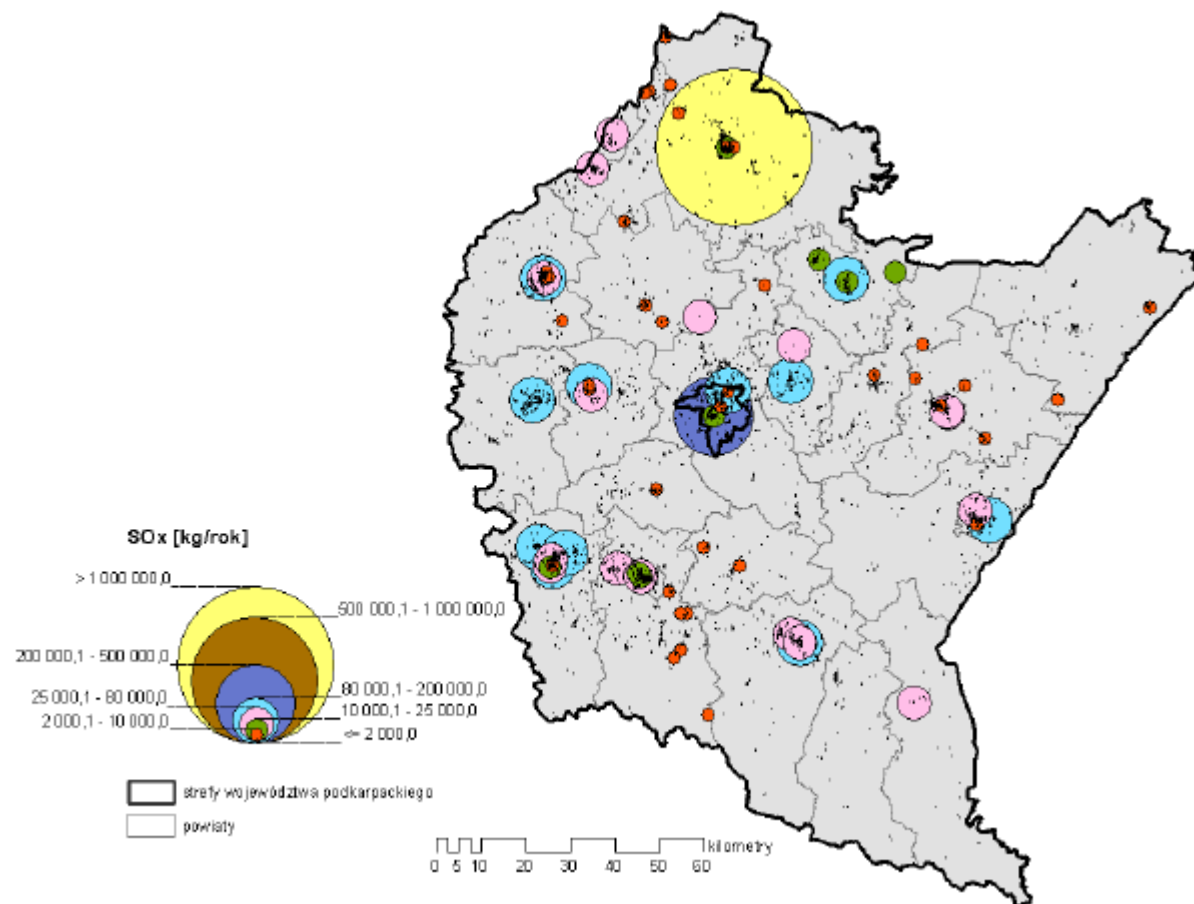 SOx [kg/rok]
> 1 000 000,0
500 000,1 - 1 000 000,0
200 000,1 - 500 000,0
80 000,1 - 200 000,0
25 000,1 - 80 000,0
10 000,1 - 25 000,0
2 000,1 - 10 000,0
<= 2 000,0
strefy województwa podkarpackiego
powiaty
kilometry
0 5 10 20 30 40 50 60